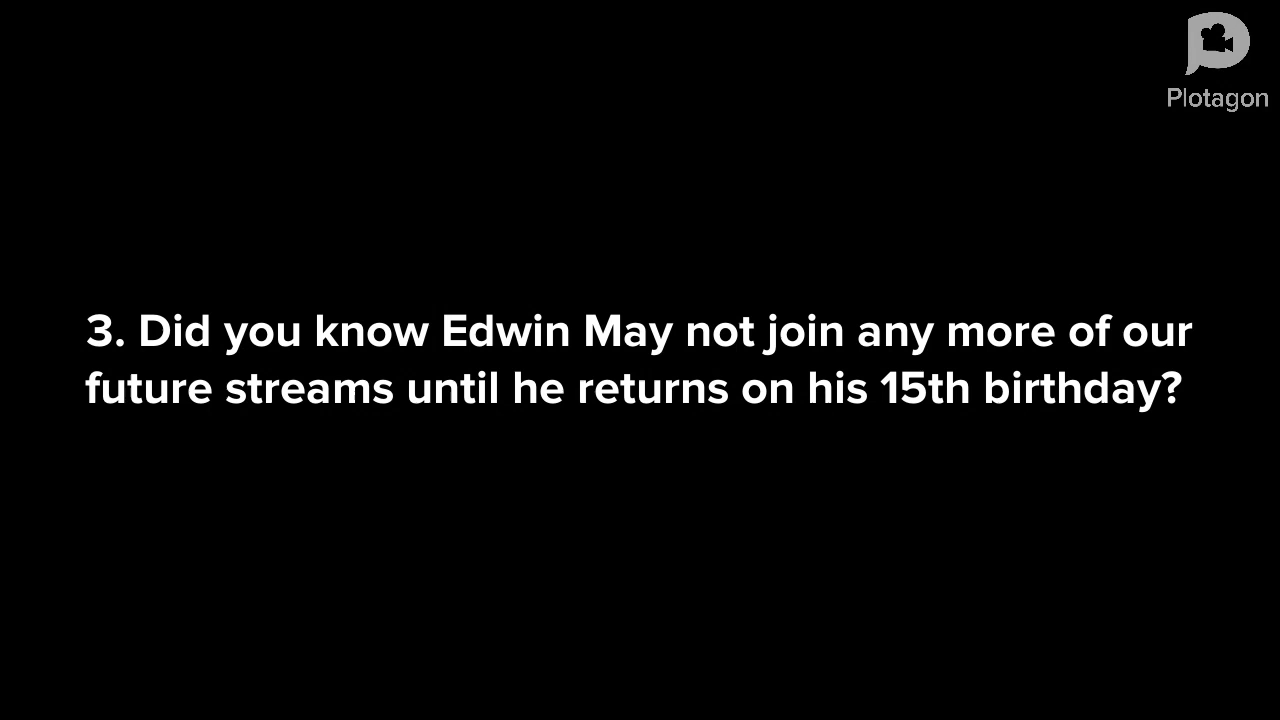 Plotagon
3. Did you know Edwin May not join any more of our
future streams until he returns on his 15th birthday?